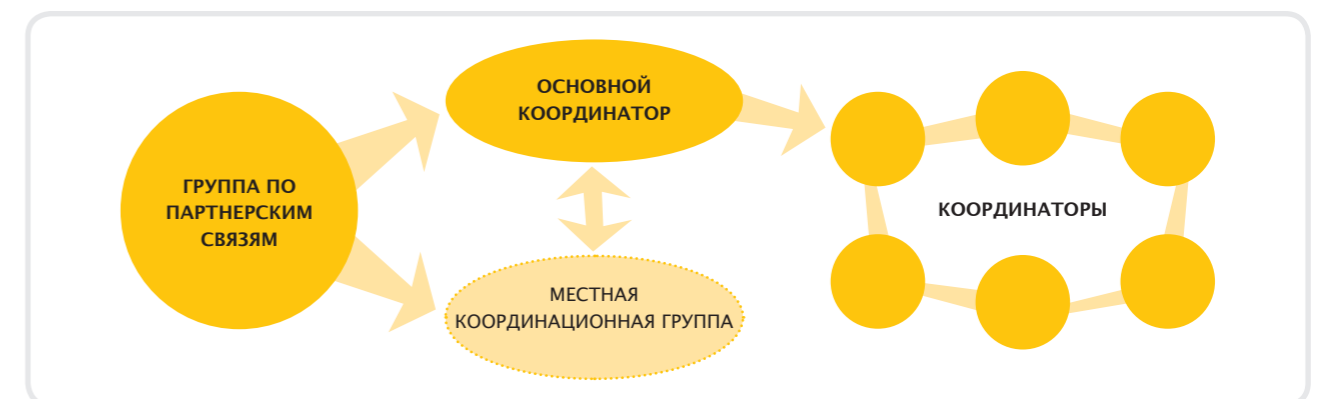 ГРУППА ПО
ПАРТНЕРСКИМ
СВЯЗЯМ
ОСНОВНОЙ
КООРДИНАТОР
МЕСТНАЯ
КООРДИНАЦИОННАЯ ГРУППА
КООРДИНАТОРЫ